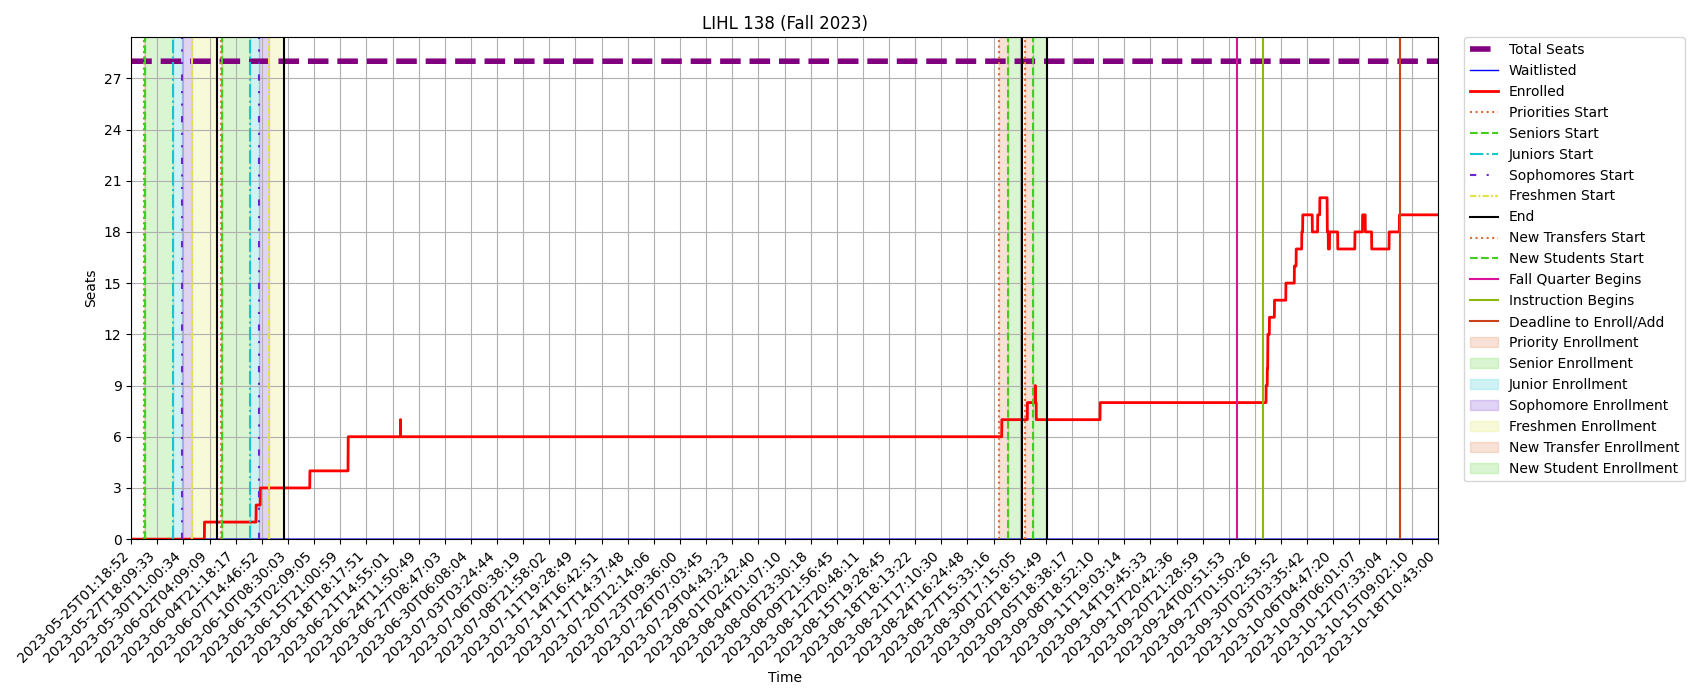 LIHL 138 (Fall 2023)
Seats
27
24
21
18
15
12
9
6
3
0
2023-05-25T01:18:52
2023-05-27T18:09:33
2023-05-30T11:00:34
2023-06-02T04:09:09
2023-06-04T21:18:17
2023-06-07T14:46:52
2023-06-10T08:30:03
2023-06-13T02:09:05
2023-06-15T21:00:59
2023-06-18T18:17:51
2023-06-21T14:55:01
2023-06-24T11:50:49
2023-06-27T08:47:03
2023-06-30T06:08:04
2023-07-03T03:24:44
2023-07-06T00:38:19
2023-07-08T21:58:02
2023-07-11T19:28:49
2023-07-14T16:42:51
2023-07-17T14:37:48
2023-07-20T12:14:06
2023-07-23T09:36:00
2023-07-26T07:03:45
2023-07-29T04:43:23
2023-08-01T02:42:40
2023-08-04T01:07:10
2023-08-06T23:30:18
2023-08-09T21:56:45
2023-08-12T20:48:11
2023-08-15T19:28:45
2023-08-18T18:13:22
2023-08-21T17:10:30
2023-08-24T16:24:48
2023-08-27T15:33:16
2023-08-30T17:15:05
2023-09-02T18:51:49
2023-09-05T18:38:17
2023-09-08T18:52:10
2023-09-11T19:03:14
2023-09-14T19:45:33
2023-09-17T20:42:36
2023-09-20T21:28:59
2023-09-24T00:51:53
2023-09-27T01:50:26
2023-09-30T02:53:52
2023-10-03T03:35:42
2023-10-06T04:47:20
2023-10-09T06:01:07
2023-10-12T07:33:04
2023-10-15T09:02:10
2023-10-18T10:43:00
Time
Total Seats
Waitlisted
Enrolled
Priorities Start
Seniors Start
Juniors Start
Sophomores Start
Freshmen Start
End
New Transfers Start
New Students Start
Fall Quarter Begins
Instruction Begins
Deadline to Enroll/Add
Priority Enrollment
Senior Enrollment
Junior Enrollment
Sophomore Enrollment
Freshmen Enrollment
New Transfer Enrollment
New Student Enrollment